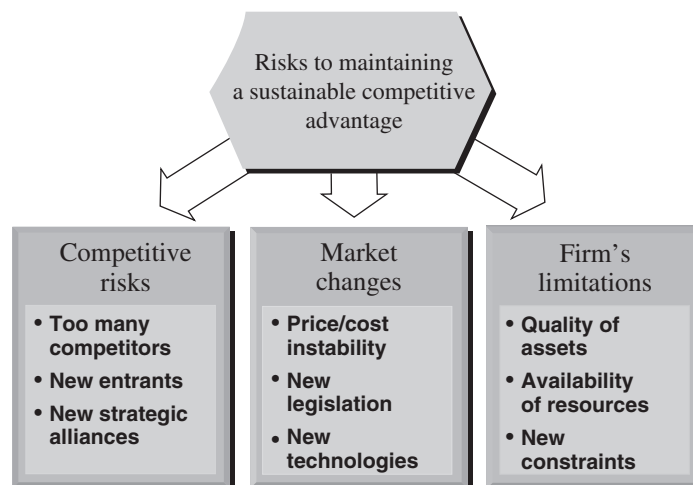 Risks to maintaining
a sustainable competitive
advantage
Competitive
risks
• Too many
competitors
• New entrants
• New strategic
alliances
Market
changes
• Price/cost
instability
• New
legislation
• New
technologies
Firm's
limitations
• Quality of
assets
• Availability
of resources
• New
constraints